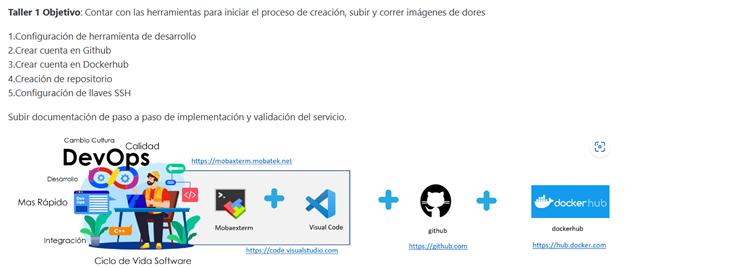 Taller 1 Objetivo: Contar con las herramientas para iniciar el proceso de creación, subir y correr imágenes de dores
1.Configuración de herramienta de desarrollo
2.Crear cuenta en Github
3.Crear cuenta en Dockerhub
4.Creación de repositorio
5.Configuración de llaves SSH
Subir documentación de paso a paso de implementación y validación del servicio.
Cambio Cultura
Calidad
DevOps
https://mobaxterm.mobatek.net
Desarrollo
Mas Rápido
Integración
C++
</>
Mobaxterm
Visual Code
github
docker hub
dockerhub
https://code.visualstudio.com
https://github.com
https://hub.docker.com
Ciclo de Vida Software